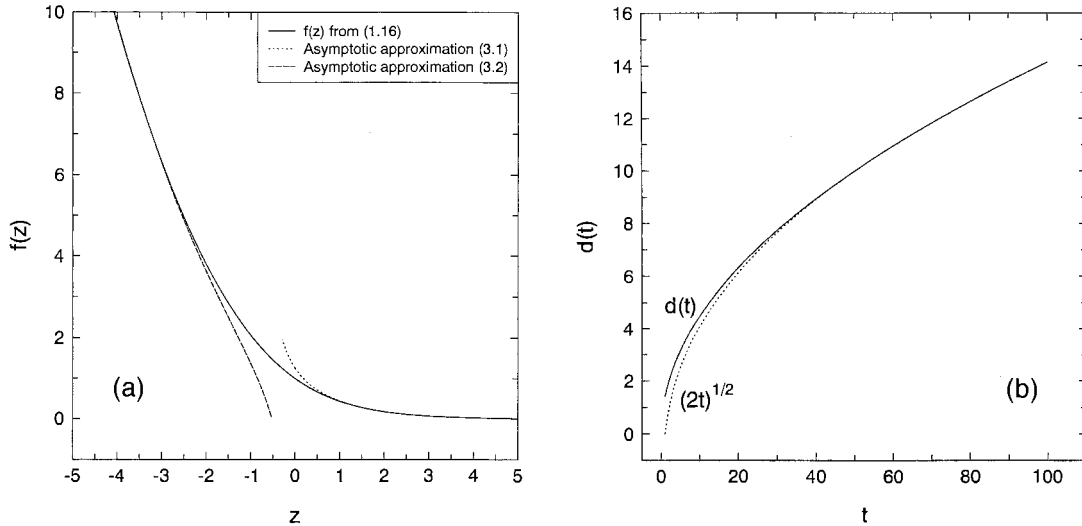 10
8
6
4
2
0
f(z)
f(z) from (1.16)
Asymptotic approximation (3.1)
Asymptotic approximation (3.2)
(a)
-5 -4 -3 -2 -1 0 1 2 3 4 5
z
16
14
12
10
8
6
4
2
0
d(t)
d(t)
(2t)^{1/2}
(b)
0 20 40 60 80 100
t